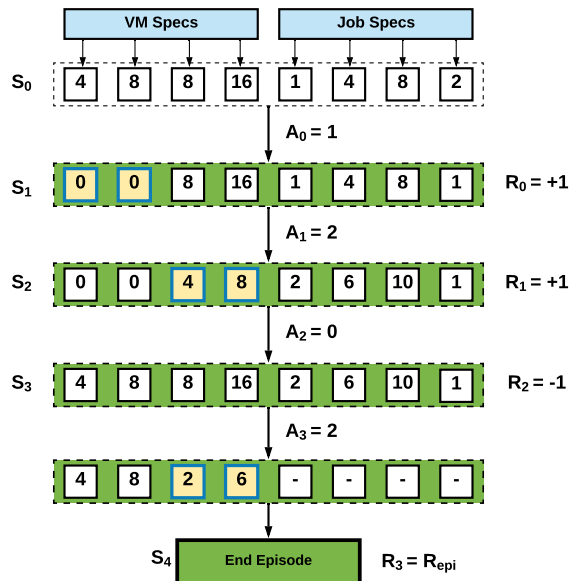 VM Specs Job Specs
S0 4 8 8 16 1 4 8 2
A0 = 1
S1 0 0 8 16 1 4 8 1 R0 = +1
A1 = 2
S2 0 0 4 8 2 6 10 1 R1 = +1
A2 = 0
S3 4 8 8 16 2 6 10 1 R2 = -1
A3 = 2
4 8 2 6 - - - -
S4 End Episode R3 = Repi